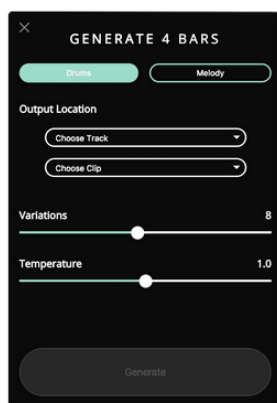 GENERATE 4 BARS
Drums Melody
Output Location
Choose Track
Choose Clip
Variations 8
Temperature 1.0
Generate